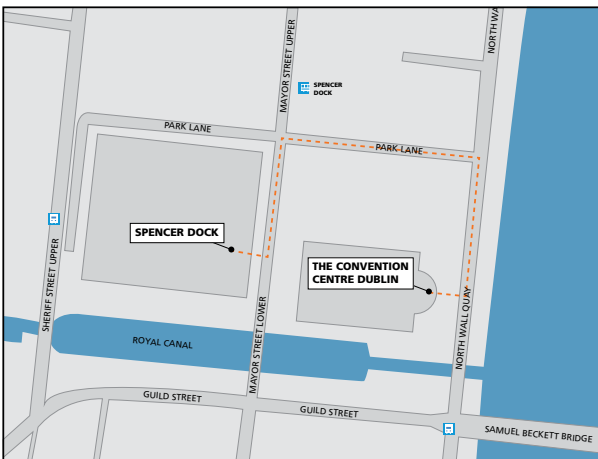 NORTH WA
MAYOR STREET UPPER
SPENCER
DOCK
PARK LANE
PARK LANE
SPENCER DOCK
THE CONVENTION
CENTRE DUBLIN
SHERIFF STREET UPPER
MAYOR STREET LOWER
NORTH WALL QUAY
ROYAL CANAL
GUILD STREET
GUILD STREET
SAMUEL BECKETT BRIDGE